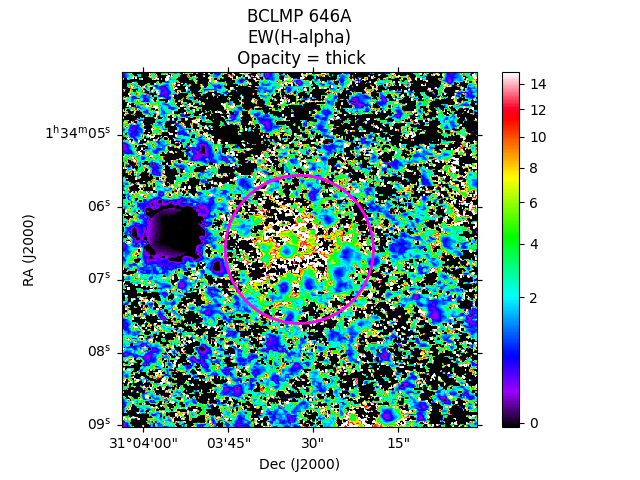 BCLMP 646A
EW(H-alpha)
Opacity = thick
1ʰ34ᵐ05ˢ
06ˢ
07ˢ
08ˢ
09ˢ
RA (J2000)
31°04'00" 03'45" 30" 15"
Dec (J2000)
14
12
10
8
6
4
2
0